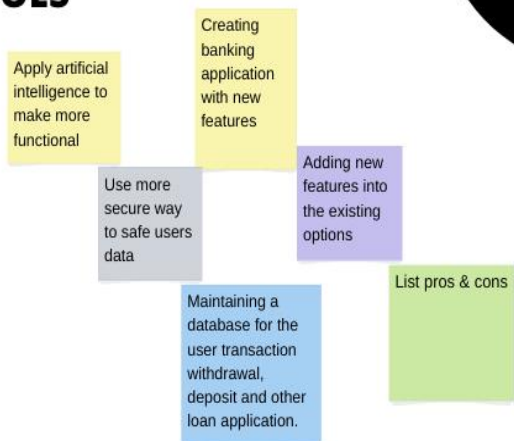 Creating
banking
application
with new
features
Apply artificial
intelligence to
make more
functional
Adding new
features into
the existing
options
Use more
secure way
to safe users
data
List pros & cons
Maintaining a
database for the
user transaction
withdrawal,
deposit and other
loan application.